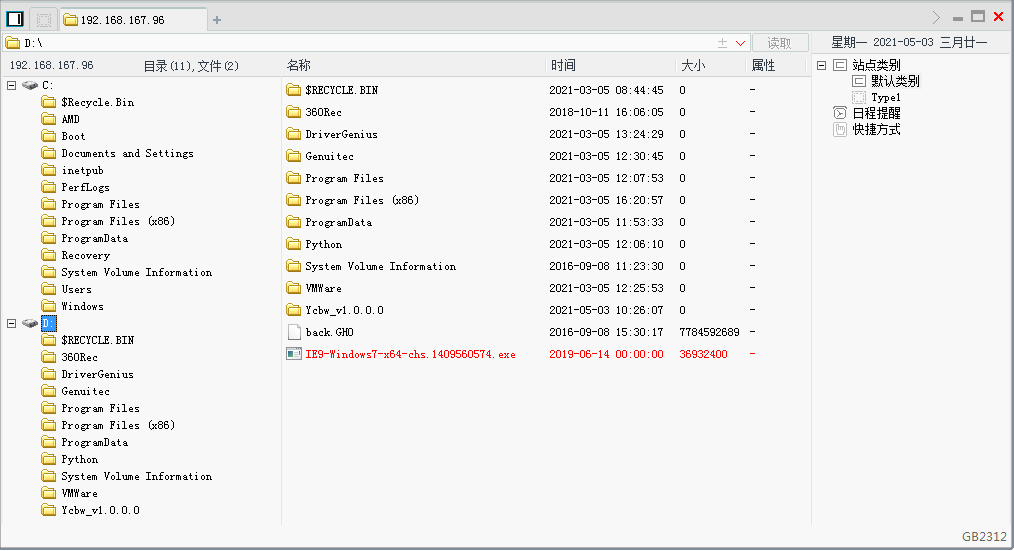 192.168.167.96
D:\
读取
星期一 2021-05-03 三月廿一
192.168.167.96 目录(11),文件(2)
名称 时间 大小 属性
C:
$Recycle.Bin
AMD
Boot
Documents and Settings
inetpub
PerfLogs
Program Files
Program Files (x86)
ProgramData
Recovery
System Volume Information
Users
Windows
D:
$RECYCLE.BIN
360Rec
DriverGenius
Genuitec
Program Files
Program Files (x86)
ProgramData
Python
System Volume Information
VMWare
Ycbw_v1.0.0.0
$RECYCLE.BIN 2021-03-05 08:44:45 0 -
360Rec 2018-10-11 16:06:05 0 -
DriverGenius 2021-03-05 13:24:29 0 -
Genuitec 2021-03-05 12:30:45 0 -
Program Files 2021-03-05 12:07:53 0 -
Program Files (x86) 2021-03-05 16:20:57 0 -
ProgramData 2021-03-05 11:53:33 0 -
Python 2021-03-05 12:06:10 0 -
System Volume Information 2016-09-08 11:23:30 0 -
VMWare 2021-03-05 12:25:53 0 -
Ycbw_v1.0.0.0 2021-05-03 10:26:07 0 -
back.GHO 2016-09-08 15:30:17 7784592689 -
IE9-Windows7-x64-chs.1409560574.exe 2019-06-14 00:00:00 36932400 -
站点类别
默认类别
Type1
日程提醒
快捷方式
GB2312